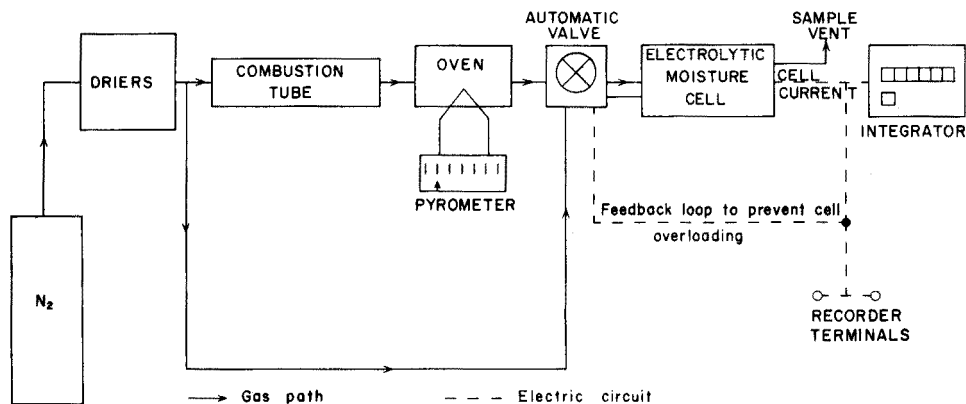 AUTOMATIC
VALVE
SAMPLE
VENT
DRIERS
COMBUSTION
TUBE
OVEN
ELECTROLYTIC
MOISTURE
CELL
CELL
CURRENT
INTEGRATOR
PYROMETER
Feedback loop to prevent cell
overloading
N₂
RECORDER
TERMINALS
Gas path
Electric circuit